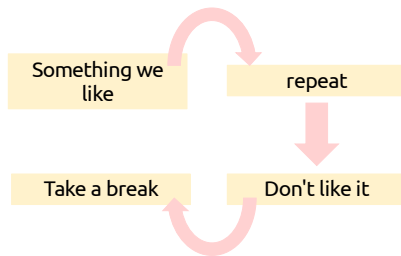 Something we
like
repeat
Don't like it
Take a break